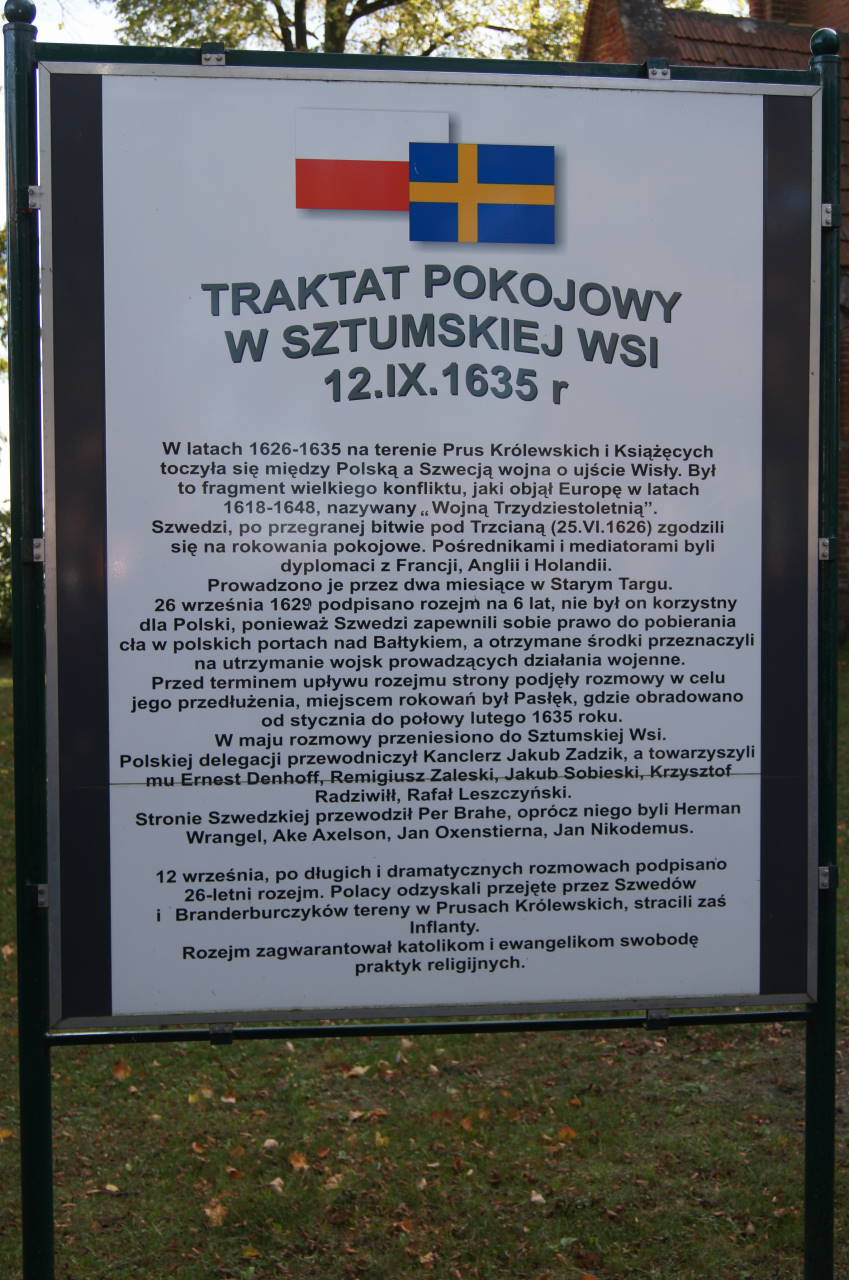 TRAKTAT POKOJOWY
W SZTUMSKIEJ WSI
12.IX.1635 r
W latach 1626-1635 na terenie Prus Królewskich i Książęcych
toczyła się między Polską a Szwecją wojna o ujście Wisły. Był
to fragment wielkiego konfliktu, jaki objął Europę w latach
1618-1648, nazywany „Wojną Trzydziestoletnią”.
Szwedzi, po przegranej bitwie pod Trzcianą (25.VI.1626) zgodzili
się na rokowania pokojowe. Pośrednikami i mediatorami byli
dyplomaci z Francji, Anglii i Holandii.
Prowadzono je przez dwa miesiące w Starym Targu.
26 września 1629 podpisano rozejm na 6 lat, nie był on korzystny
dla Polski, ponieważ Szwedzi zapewnili sobie prawo do pobierania
cła w polskich portach nad Bałtykiem, a otrzymane środki przeznaczyli
na utrzymanie wojsk prowadzących działania wojenne.
Przed terminem upływu rozejmu strony podjęły rozmowy w celu
jego przedłużenia, miejscem rokowań był Pasłęk, gdzie obradowano
od stycznia do połowy lutego 1635 roku.
W maju rozmowy przeniesiono do Sztumskiej Wsi.
Polskiej delegacji przewodniczył Kanclerz Jakub Zadzik, a towarzyszyli
mu Ernest Denhoff, Remigiusz Zaleski, Jakub Sobieski, Krzysztof
Radziwiłł, Rafał Leszczyński.
Stronie Szwedzkiej przewodził Per Brahe, oprócz niego byli Herman
Wrangel, Ake Axelson, Jan Oxenstierna, Jan Nikodemus.
12 września, po długich i dramatycznych rozmowach podpisano
26-letni rozejm. Polacy odzyskali przejęte przez Szwedów
i Branderburczyków tereny w Prusach Królewskich, stracili zaś
Inflanty.
Rozejm zagwarantował katolikom i ewangelikom swobodę
praktyk religijnych.